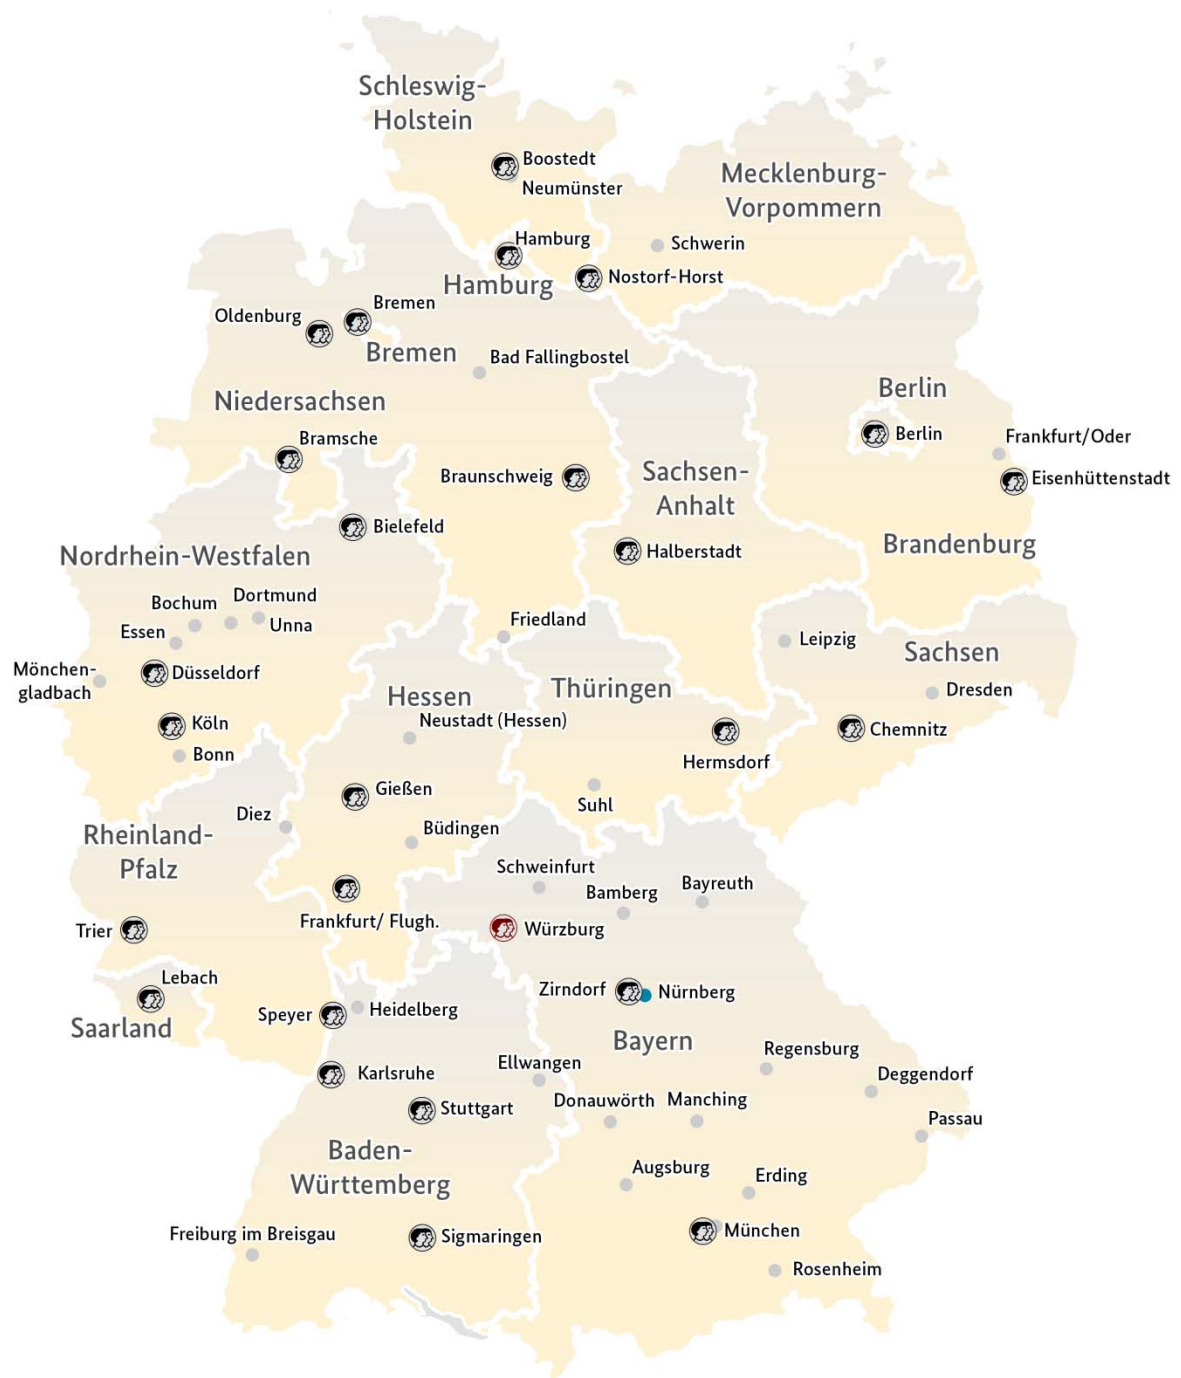 Schleswig-
Holstein
Boostedt
Neumünster
Mecklenburg-
Vorpommern
Hamburg
Schwerin
Nostorf-Horst
Hamburg
Bremen
Oldenburg
Bremen
Bad Fallingbostel
Berlin
Niedersachsen
Berlin
Frankfurt/Oder
Bramsche
Braunschweig
Sachsen-
Anhalt
Eisenhüttenstadt
Bielefeld
Halberstadt
Brandenburg
Nordrhein-Westfalen
Dortmund
Bochum
Unna
Essen
Friedland
Leipzig
Sachsen
Mönchen-
gladbach
Düsseldorf
Thüringen
Dresden
Hessen
Neustadt (Hessen)
Köln
Chemnitz
Bonn
Hermsdorf
Gießen
Suhl
Diez
Büdingen
Rheinland-
Pfalz
Schweinfurt
Bamberg
Bayreuth
Frankfurt/ Flugh.
Würzburg
Trier
Lebach
Zirndorf
Nürnberg
Speyer
Heidelberg
Saarland
Bayern
Regensburg
Ellwangen
Karlsruhe
Deggendorf
Donauwörth
Manching
Stuttgart
Passau
Baden-
Württemberg
Augsburg
Erding
Freiburg im Breisgau
Sigmaringen
München
Rosenheim